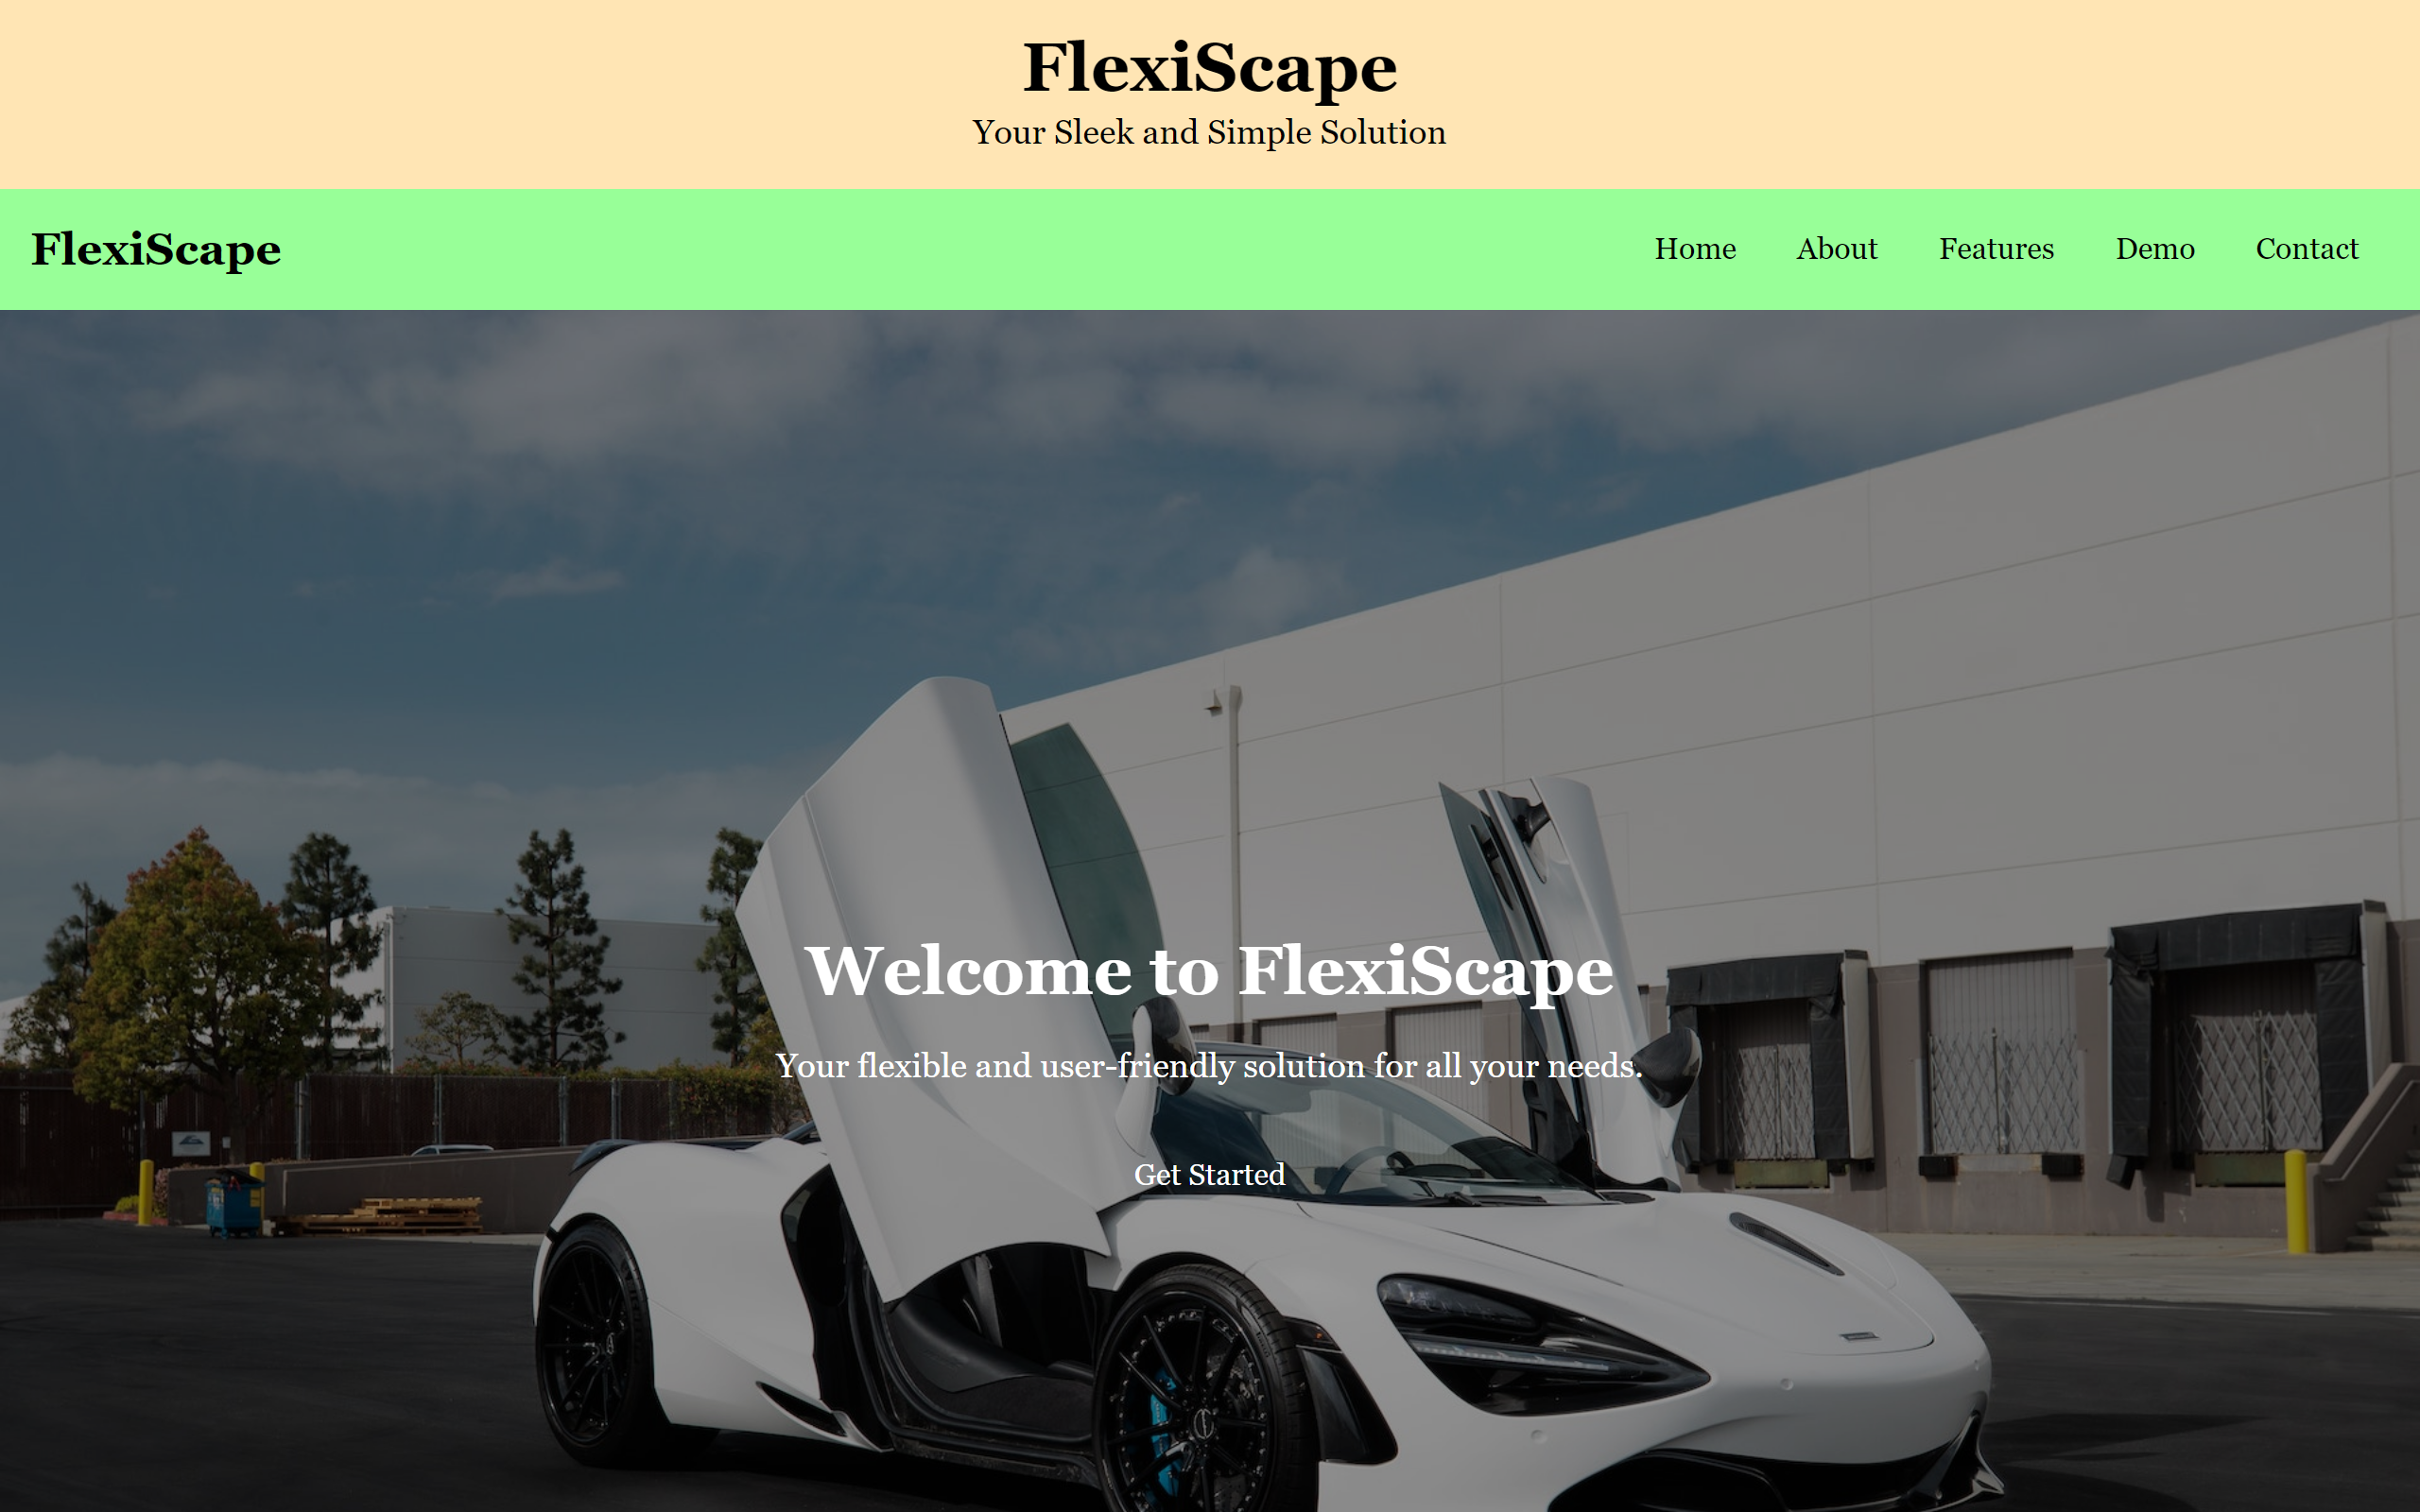 FlexiScape
Your Sleek and Simple Solution
FlexiScape
Home About Features Demo Contact
Welcome to FlexiScape
Your flexible and user-friendly solution for all your needs.
Get Started